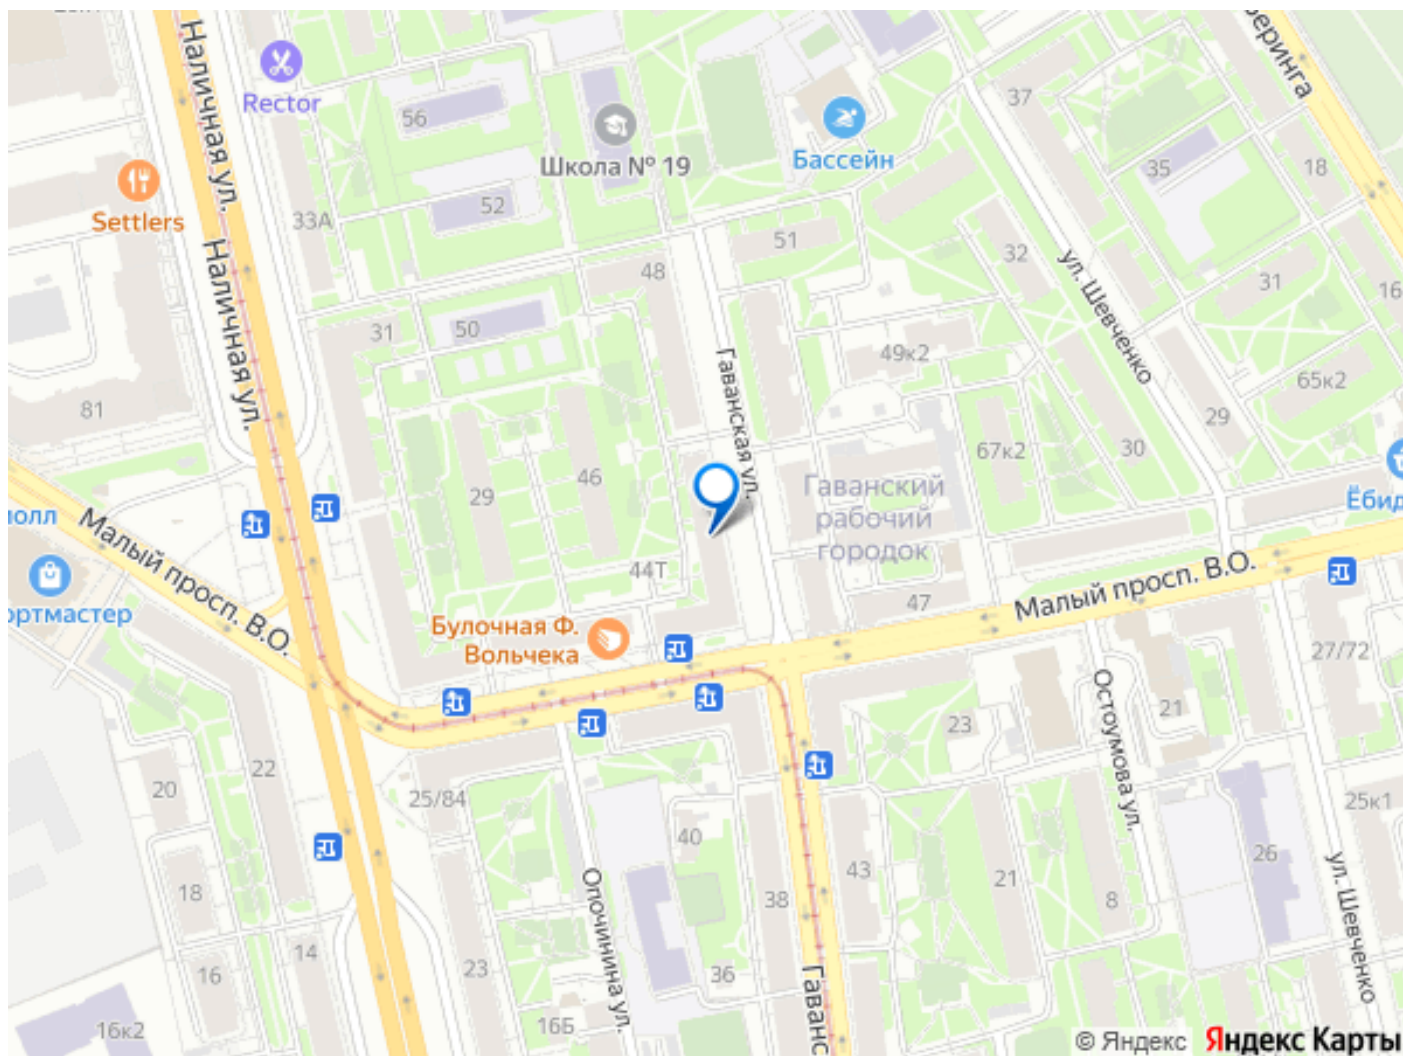 Наличная ул.
Rector
56
Школа № 19
Бассейн
37
Беринга
35
18
Settlers
33А
52
51
32
ул. Шевченко
31
16
Наличная ул.
48
31
50
Гаванская ул.
49к2
65к2
81
29
46
67к2
30
29
Гаванский
рабочий
городок
Малый просп. В.О.
44Т
47
Малый просп. В.О.
Булочная Ф.
Вольчека
27/72
Остоумова ул.
23
21
22
20
25/84
40
43
21
8
26
25к1
18
38
Опочинина ул.
ул. Шевченко
14
16
23
36
Гаванс
16к2
16Б
© Яндекс Яндекс Карты